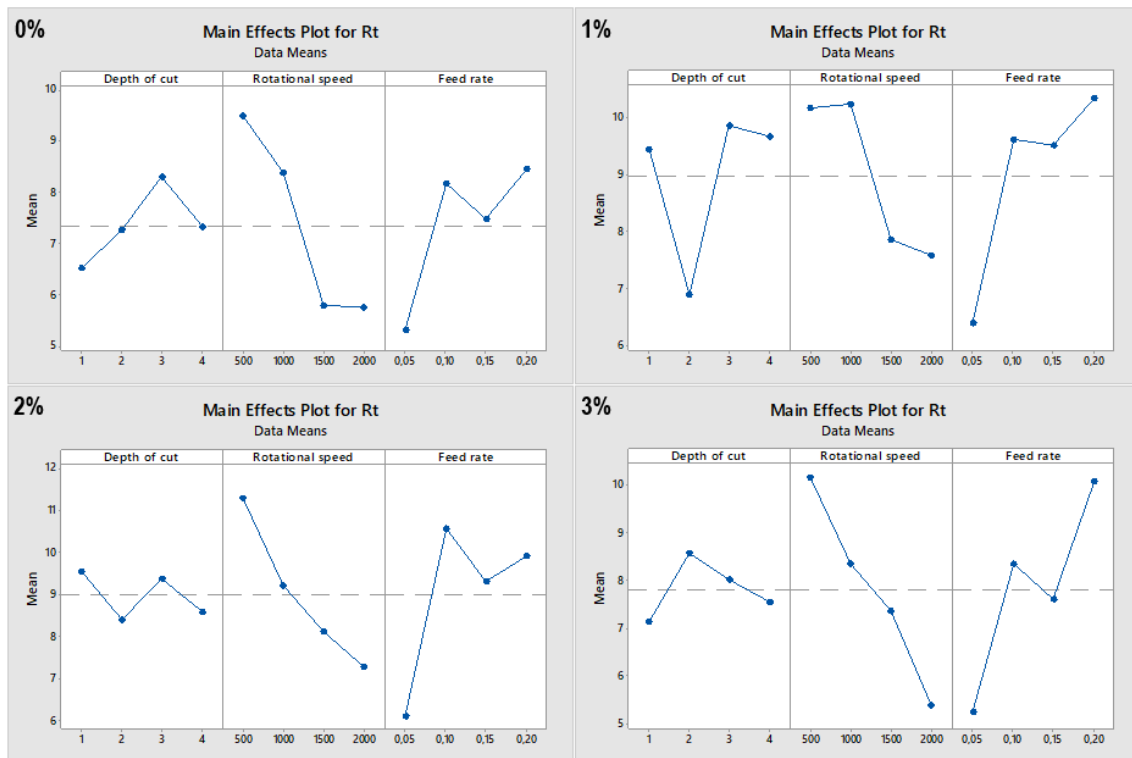 0%
Main Effects Plot for Rt
Data Means
Depth of cut Rotational speed Feed rate
Mean
10
9
8
7
6
5
1 2 3 4 500 1000 1500 2000 0,05 0,10 0,15 0,20
1%
Main Effects Plot for Rt
Data Means
Depth of cut Rotational speed Feed rate
Mean
10
9
8
7
6
1 2 3 4 500 1000 1500 2000 0,05 0,10 0,15 0,20
2%
Main Effects Plot for Rt
Data Means
Depth of cut Rotational speed Feed rate
Mean
12
11
10
9
8
7
6
1 2 3 4 500 1000 1500 2000 0,05 0,10 0,15 0,20
3%
Main Effects Plot for Rt
Data Means
Depth of cut Rotational speed Feed rate
Mean
10
9
8
7
6
5
1 2 3 4 500 1000 1500 2000 0,05 0,10 0,15 0,20